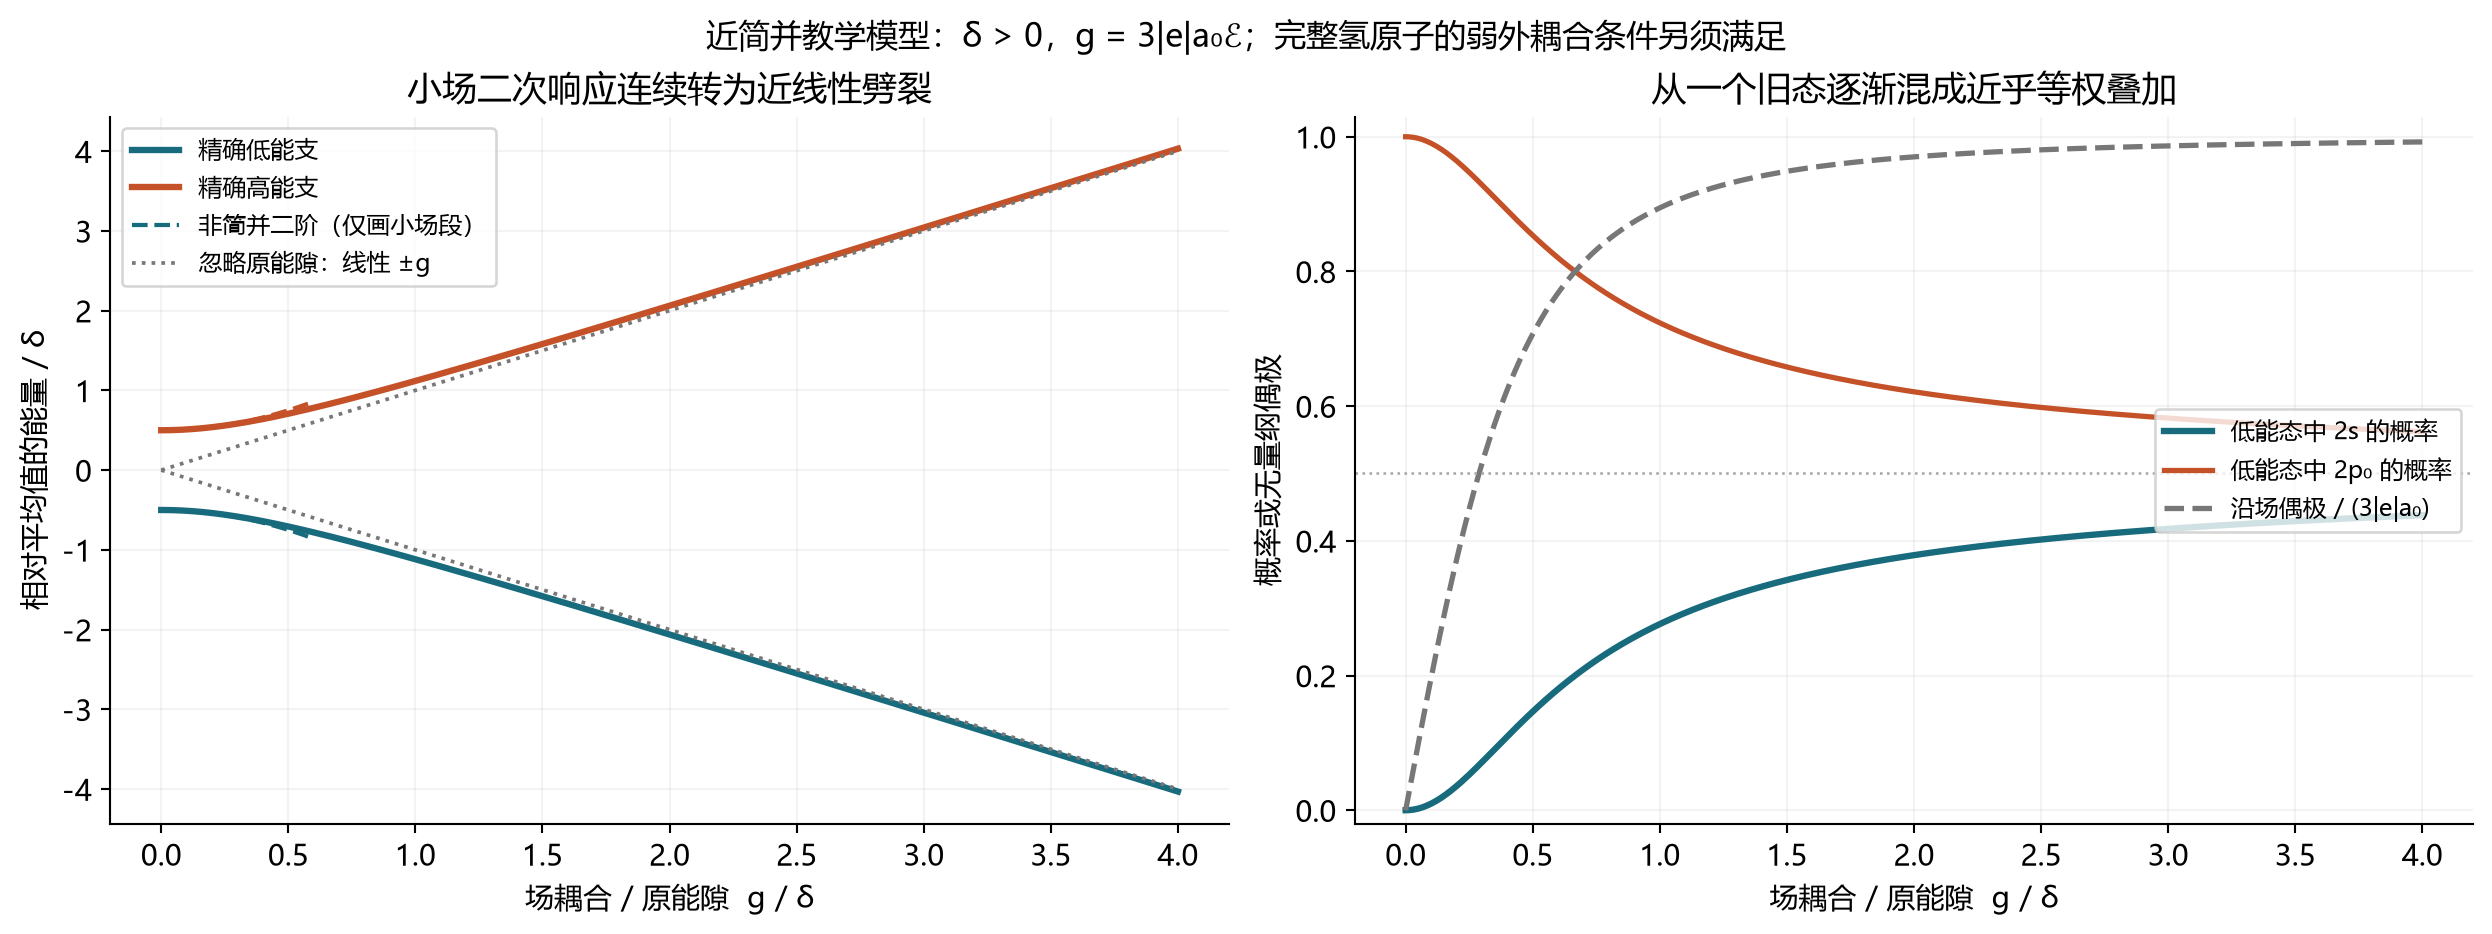 近简并教学模型：δ > 0，g = 3|e|a₀ℰ；完整氢原子的弱外耦合条件另须满足
小场二次响应连续转为近线性劈裂
精确低能支
精确高能支
非简并二阶（仅画小场段）
忽略原能隙：线性 ±g
相对平均值的能量 / δ
4
3
2
1
0
-1
-2
-3
-4
0.0 0.5 1.0 1.5 2.0 2.5 3.0 3.5 4.0
场耦合 / 原能隙 g / δ
从一个旧态逐渐混成近乎等权叠加
低能态中 2s 的概率
低能态中 2p₀ 的概率
沿场偶极 / (3|e|a₀)
概率或无量纲偶极
1.0
0.8
0.6
0.4
0.2
0.0
0.0 0.5 1.0 1.5 2.0 2.5 3.0 3.5 4.0
场耦合 / 原能隙 g / δ